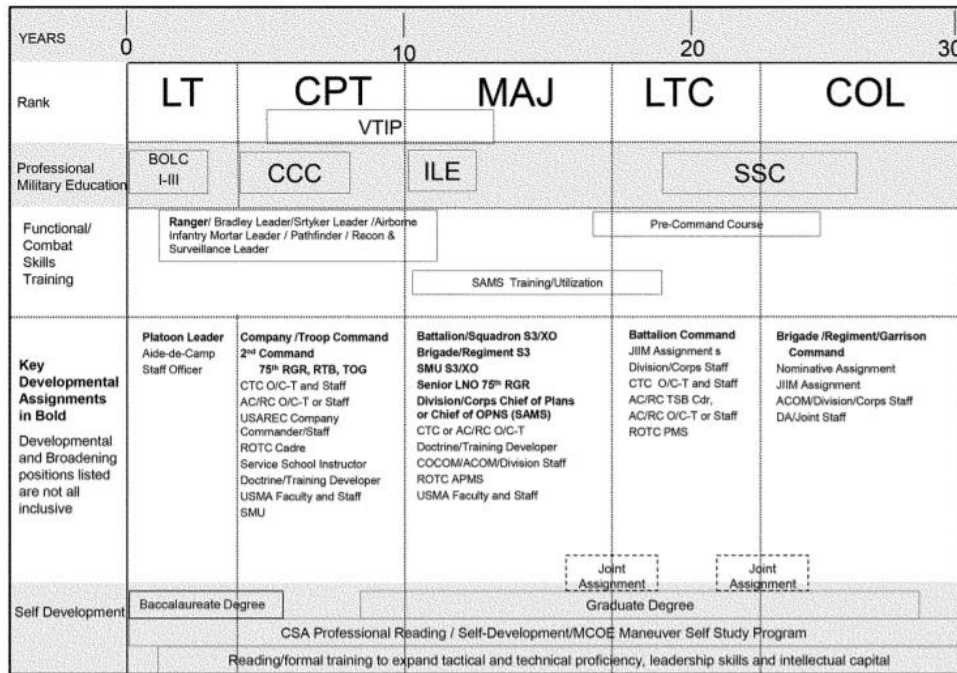 YEARS
0
10
20
30
Rank
LT
CPT
MAJ
LTC
COL
VTIP
Professional
Military Education
BOLC
I-III
CCC
ILE
SSC
Functional/
Combat
Skills
Training
Ranger/ Bradley Leader/Srtyker Leader /Airborne
Infantry Mortar Leader / Pathfinder / Recon &
Surveillance Leader
Pre-Command Course
SAMS Training/Utilization
Key
Developmental
Assignments
in Bold
Developmental
and Broadening
positions listed
are not all
inclusive
Platoon Leader
Aide-de-Camp
Staff Officer
Company /Troop Command
2nd Command
75th RGR, RTB, TOG
CTC O/C-T and Staff
AC/RC O/C-T or Staff
USAREC Company
Commander/Staff
ROTC Cadre
Service School Instructor
Doctrine/Training Developer
USMA Faculty and Staff
SMU
Battalion/Squadron S3/XO
Brigade/Regiment S3
SMU S3/XO
Senior LNO 75th RGR
Division/Corps Chief of Plans
or Chief of OPNS (SAMS)
CTC or AC/RC O/C-T
Doctrine/Training Developer
COCOM/ACOM/Division Staff
ROTC APMS
USMA Faculty and Staff
Battalion Command
JIIM Assignment s
Division/Corps Staff
CTC O/C-T and Staff
AC/RC TSB Cdr,
AC/RC O/C-T or Staff
ROTC PMS
Brigade /Regiment/Garrison
Command
Nominative Assignment
JIIM Assignment
ACOM/Division/Corps Staff
DA/Joint Staff
Joint
Assignment
Joint
Assignment
Self Development
Baccalaureate Degree
Graduate Degree
CSA Professional Reading / Self-Development/MCOE Maneuver Self Study Program
Reading/formal training to expand tactical and technical proficiency, leadership skills and intellectual capital